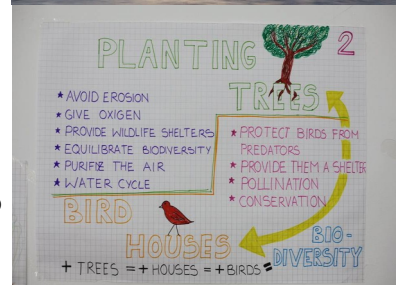 PLANTING
2
TREES
★ AVOID EROSION
★ GIVE OXIGEN
★ PROVIDE WILDLIFE SHELTERS
★ EQUILIBRATE BIODIVERSITY
★ PURIFIE THE AIR
★ WATER CYCLE
★ PROTECT BIRDS FROM
PREDATORS
★ PROVIDE THEM A SHELTER
★ POLLINATION
★ CONSERVATION
BIRD
HOUSES
BIO-
DIVERSITY
+ TREES = + HOUSES = + BIRDS =